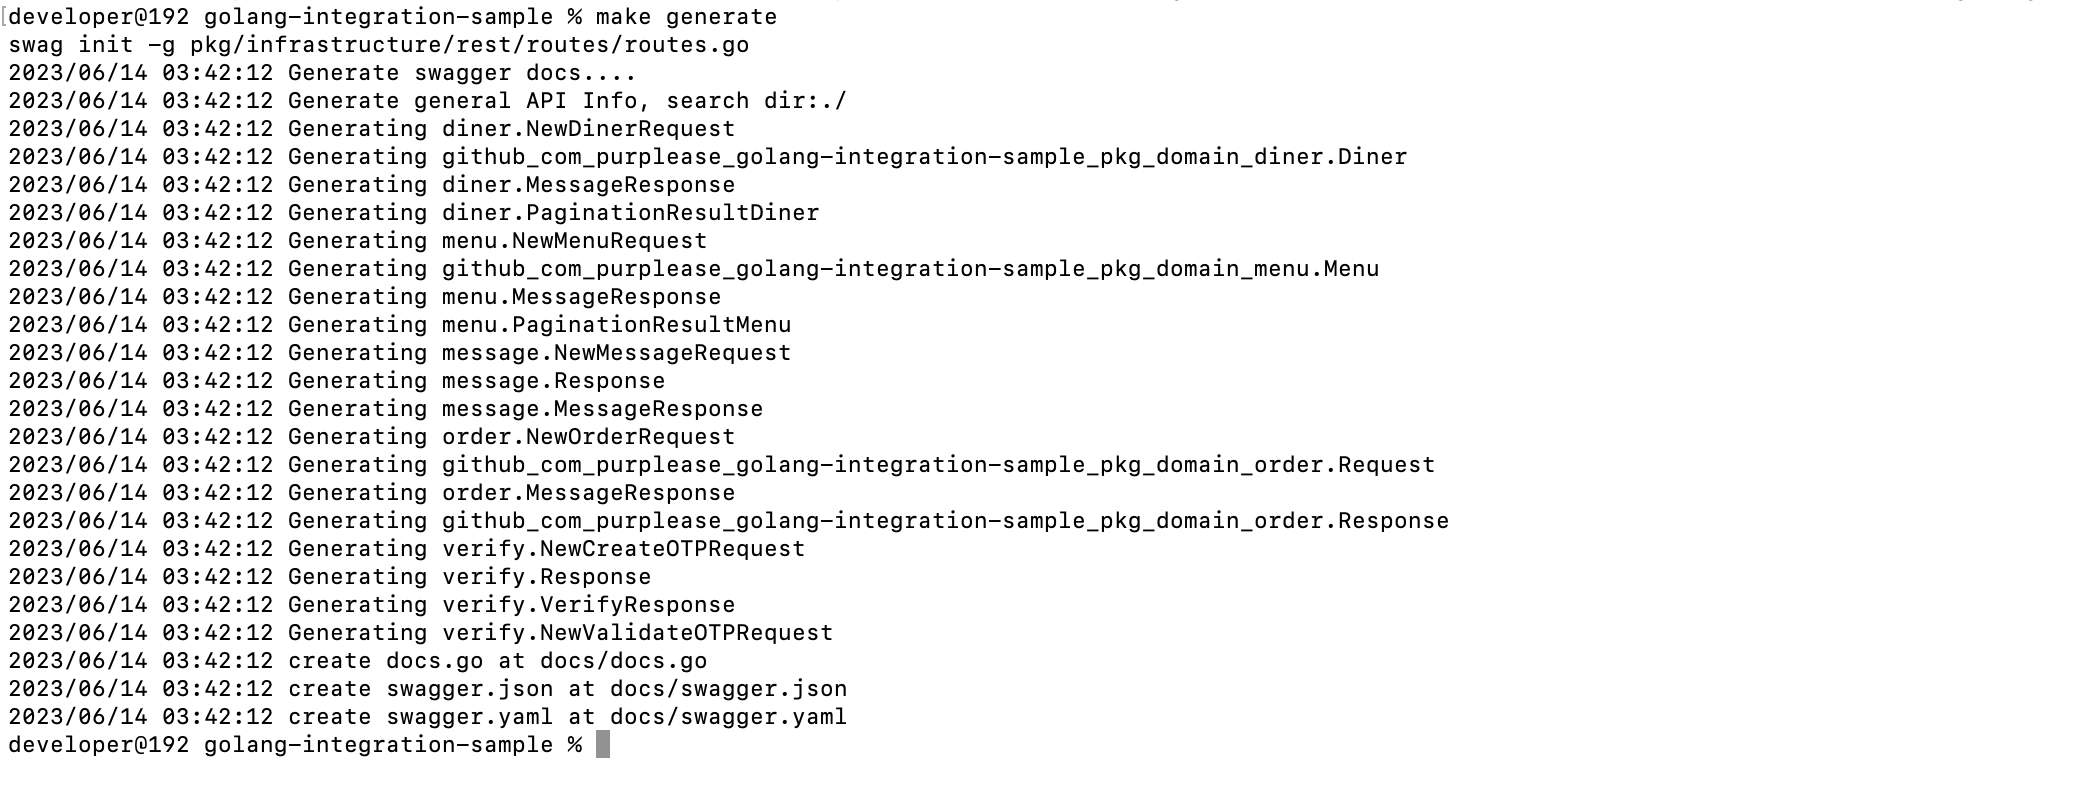 [developer@192 golang-integration-sample % make generate
swag init -g pkg/infrastructure/rest/routes/routes.go
2023/06/14 03:42:12 Generate swagger docs....
2023/06/14 03:42:12 Generate general API Info, search dir:./
2023/06/14 03:42:12 Generating diner.NewDinerRequest
2023/06/14 03:42:12 Generating github_com_purplease_golang-integration-sample_pkg_domain_diner.Diner
2023/06/14 03:42:12 Generating diner.MessageResponse
2023/06/14 03:42:12 Generating diner.PaginationResultDiner
2023/06/14 03:42:12 Generating menu.NewMenuRequest
2023/06/14 03:42:12 Generating github_com_purplease_golang-integration-sample_pkg_domain_menu.Menu
2023/06/14 03:42:12 Generating menu.MessageResponse
2023/06/14 03:42:12 Generating menu.PaginationResultMenu
2023/06/14 03:42:12 Generating message.NewMessageRequest
2023/06/14 03:42:12 Generating message.Response
2023/06/14 03:42:12 Generating message.MessageResponse
2023/06/14 03:42:12 Generating order.NewOrderRequest
2023/06/14 03:42:12 Generating github_com_purplease_golang-integration-sample_pkg_domain_order.Request
2023/06/14 03:42:12 Generating order.MessageResponse
2023/06/14 03:42:12 Generating github_com_purplease_golang-integration-sample_pkg_domain_order.Response
2023/06/14 03:42:12 Generating verify.NewCreateOTPRequest
2023/06/14 03:42:12 Generating verify.Response
2023/06/14 03:42:12 Generating verify.VerifyResponse
2023/06/14 03:42:12 Generating verify.NewValidateOTPRequest
2023/06/14 03:42:12 create docs.go at docs/docs.go
2023/06/14 03:42:12 create swagger.json at docs/swagger.json
2023/06/14 03:42:12 create swagger.yaml at docs/swagger.yaml
developer@192 golang-integration-sample %